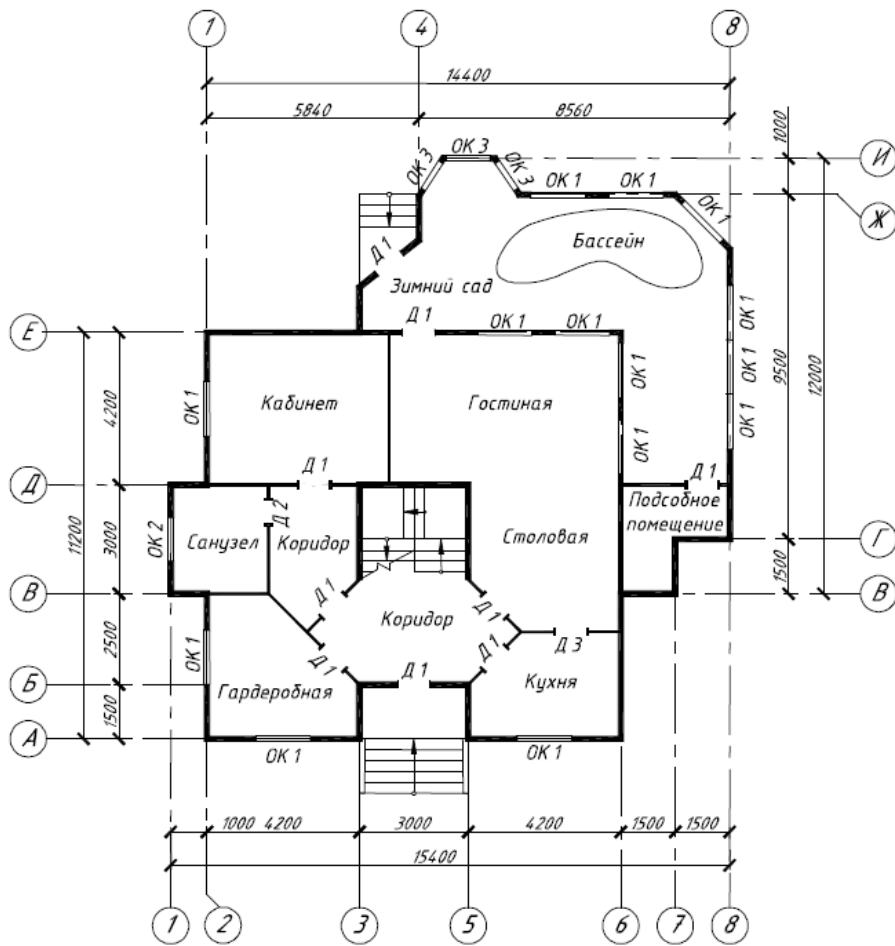 1
4
8
14400
5840
8560
1000
И
ОК 3
ОК 3
ОК 3
ОК 1
ОК 1
ОК 1
Ж
Бассейн
Д 1
Зимний сад
Д 1
ОК 1
ОК 1
ОК 1
ОК 1
ОК 1
9500
12000
Е
4200
ОК 1
Кабинет
Гостиная
ОК 1
ОК 1
Д 1
Д 1
Д
Подсобное
помещение
11200
3000
ОК 2
Санузел
Д 2
Коридор
Столовая
Г
1500
В
В
Д 1
Коридор
Д 1
2500
ОК 1
Д 1
Д 1
Д 3
Д 1
Кухня
Б
Гардеробная
1500
А
ОК 1
ОК 1
1000
4200
3000
4200
1500
1500
15400
1
2
3
5
6
7
8